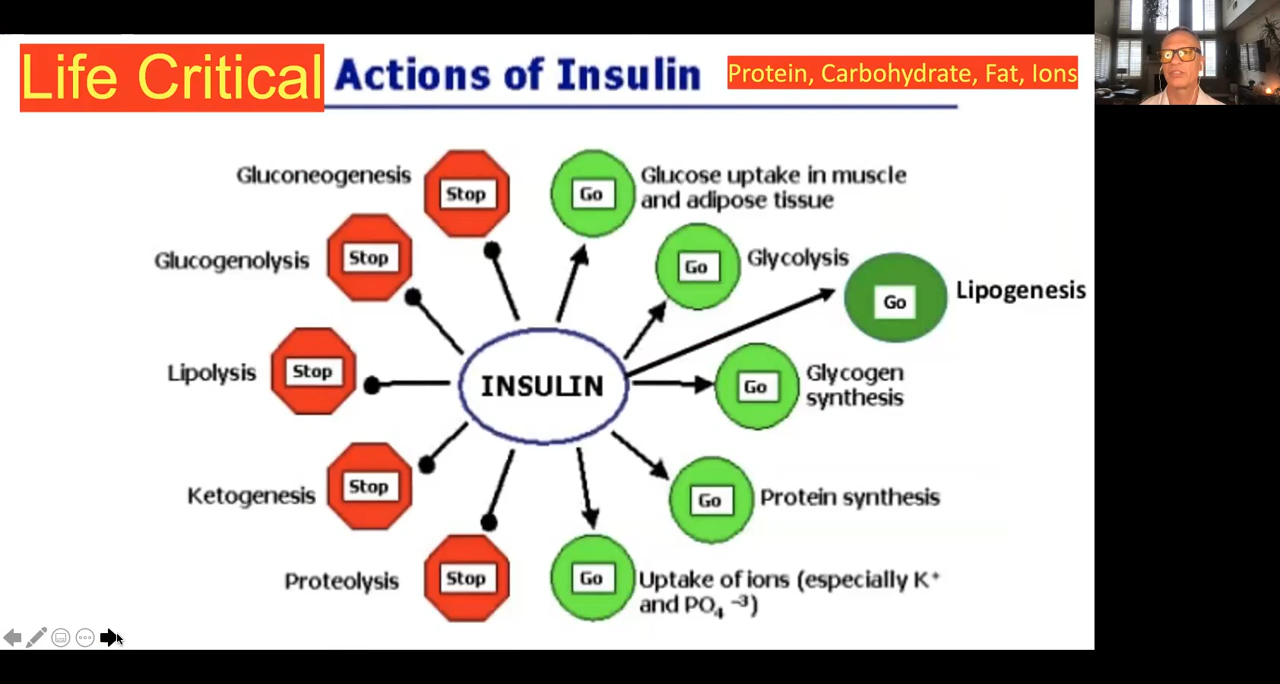 Life Critical Actions of Insulin
Protein, Carbohydrate, Fat, Ions
Gluconeogenesis
Stop
Go
Glucose uptake in muscle
and adipose tissue
Glucogenolysis
Stop
Go
Glycolysis
Go
Lipogenesis
Lipolysis
Stop
INSULIN
Go
Glycogen
synthesis
Ketogenesis
Stop
Go
Protein synthesis
Proteolysis
Stop
Go
Uptake of ions (especially K⁺
and PO₄ ⁻³)